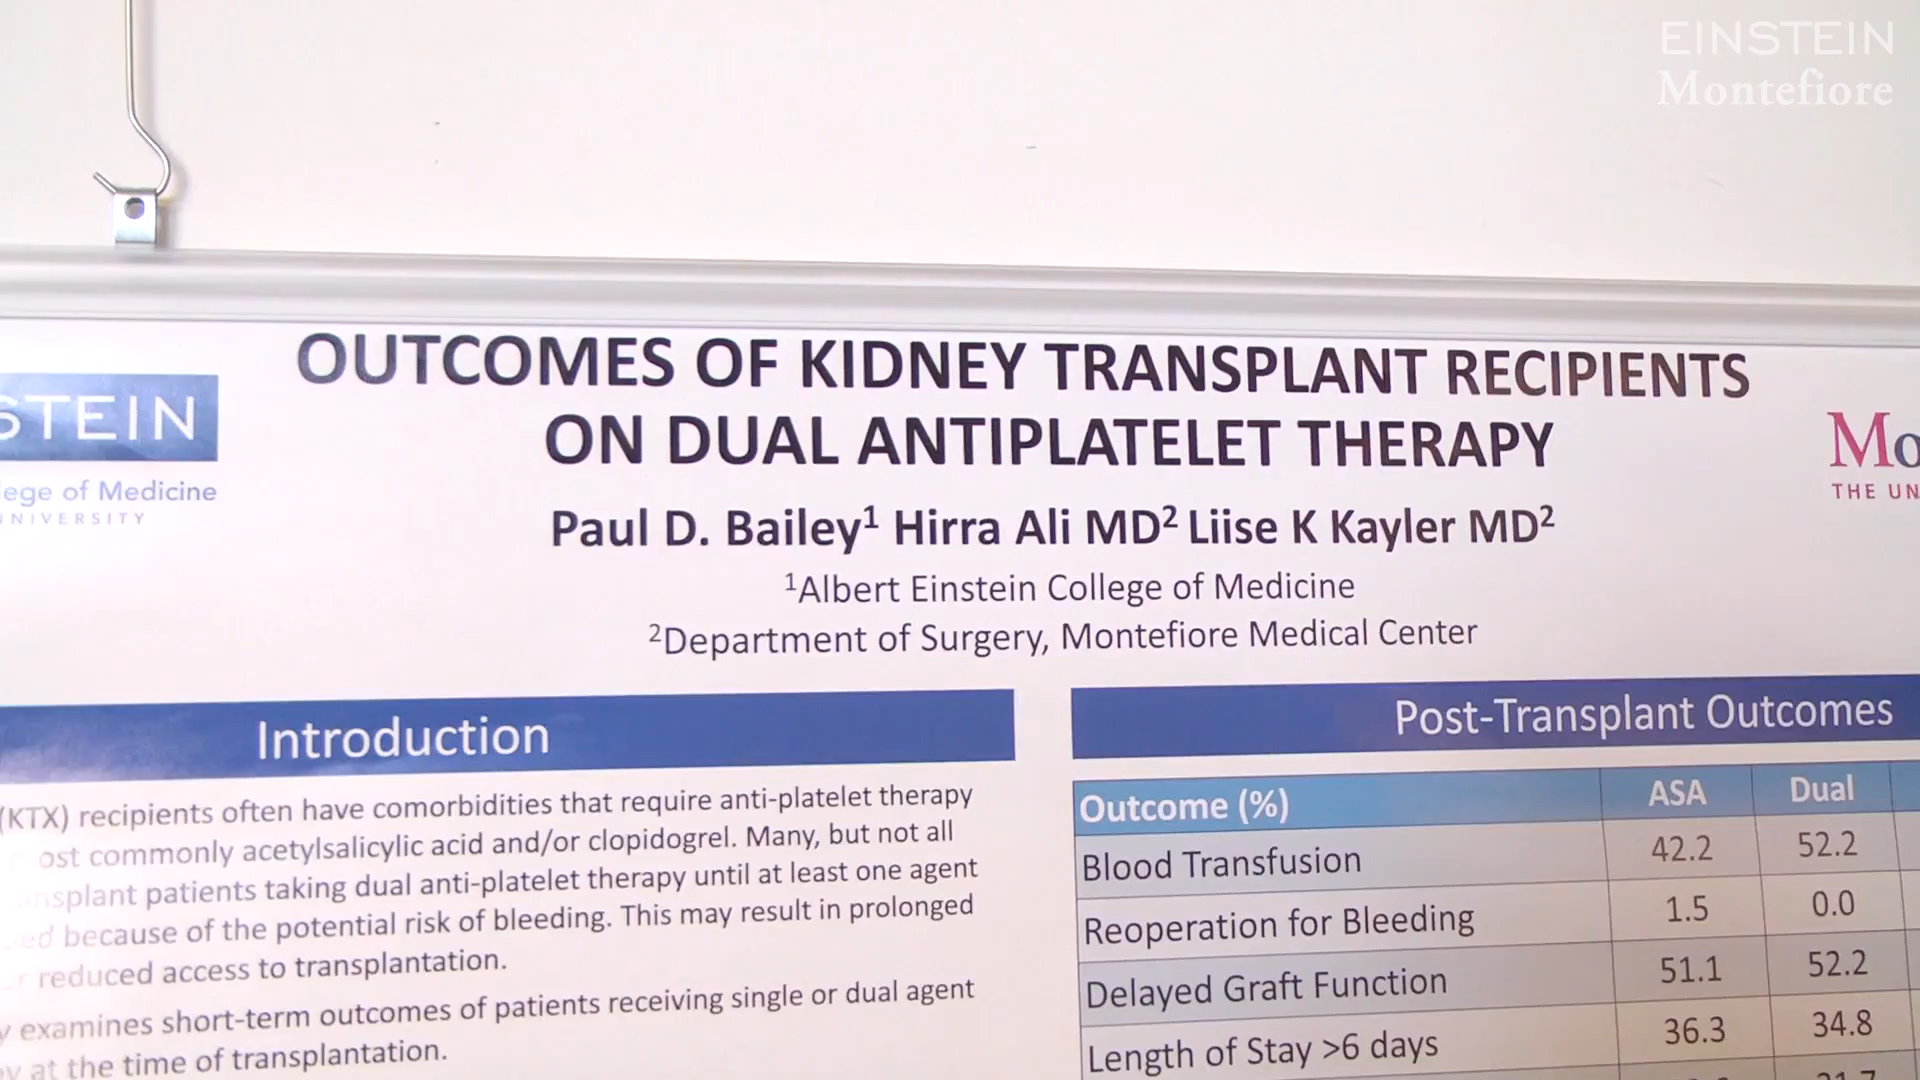 EINSTEIN
Montefiore
OUTCOMES OF KIDNEY TRANSPLANT RECIPIENTS
ON DUAL ANTIPLATELET THERAPY
STEIN
ege of Medicine
UNIVERSITY
Mo
THE UN
Paul D. Bailey¹ Hirra Ali MD² Liise K Kayler MD²
¹Albert Einstein College of Medicine
²Department of Surgery, Montefiore Medical Center
Introduction
(KTX) recipients often have comorbidities that require anti-platelet therapy
ost commonly acetylsalicylic acid and/or clopidogrel. Many, but not all
nsplant patients taking dual anti-platelet therapy until at least one agent
ed because of the potential risk of bleeding. This may result in prolonged
r reduced access to transplantation.
y examines short-term outcomes of patients receiving single or dual agent
at the time of transplantation.
Post-Transplant Outcomes
Outcome (%) ASA Dual
Blood Transfusion 42.2 52.2
Reoperation for Bleeding 1.5 0.0
Delayed Graft Function 51.1 52.2
Length of Stay >6 days 36.3 34.8